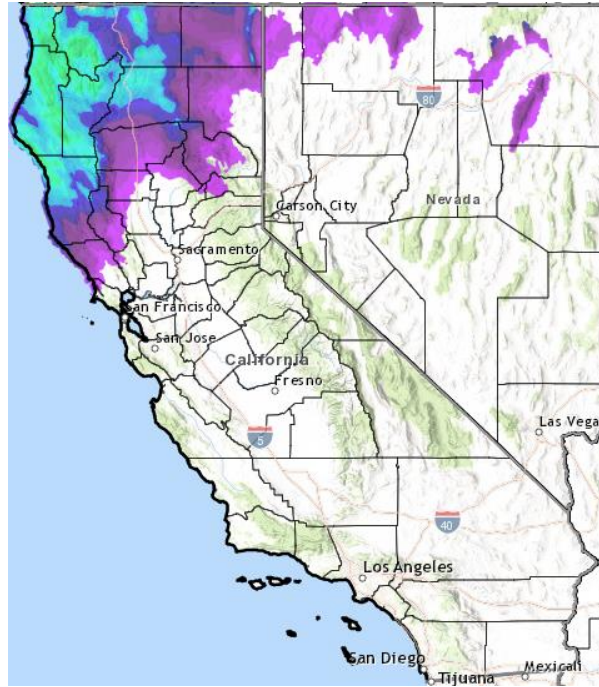 80
Carson City
Nevada
Sacramento
San Francisco
San Jose
California
Fresno
5
Las Vega
40
Los Angeles
San Diego
Tijuana
Mexicali